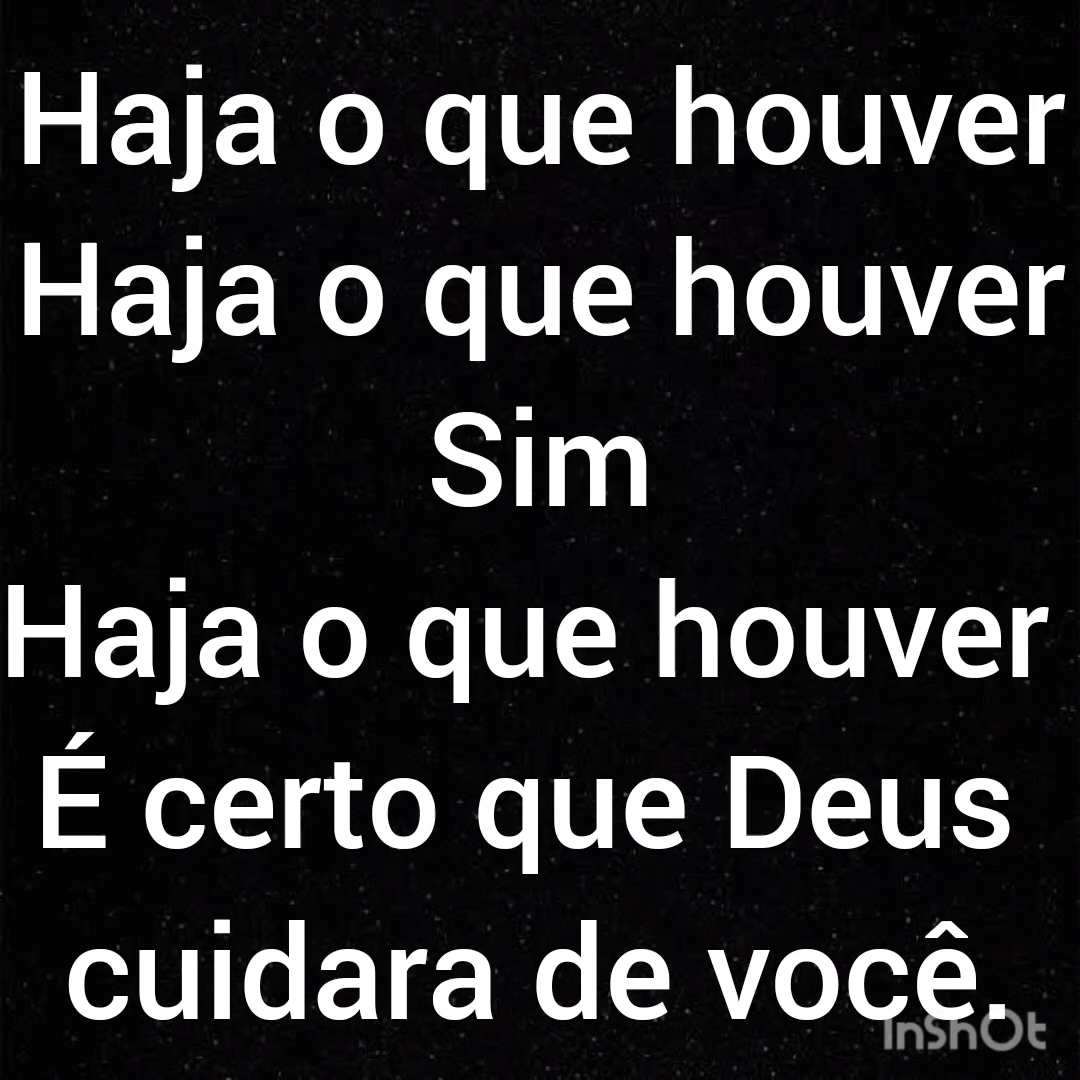 Haja o que houver
Haja o que houver
Sim
Haja o que houver
É certo que Deus
cuidara de você.
InShOt